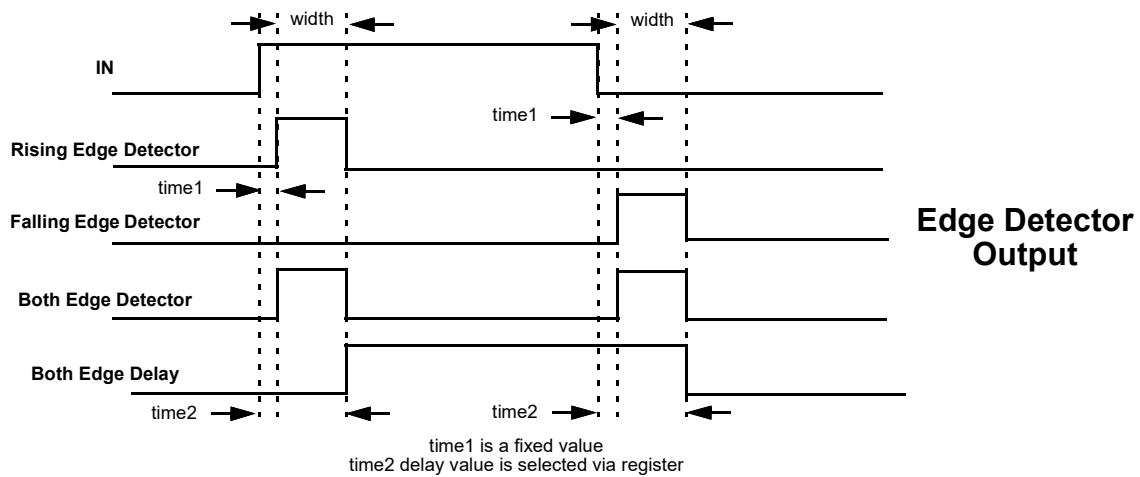 width
width
IN
time1
Rising Edge Detector
time1
Falling Edge Detector
Edge Detector
Output
Both Edge Detector
Both Edge Delay
time2
time2
time1 is a fixed value
time2 delay value is selected via register